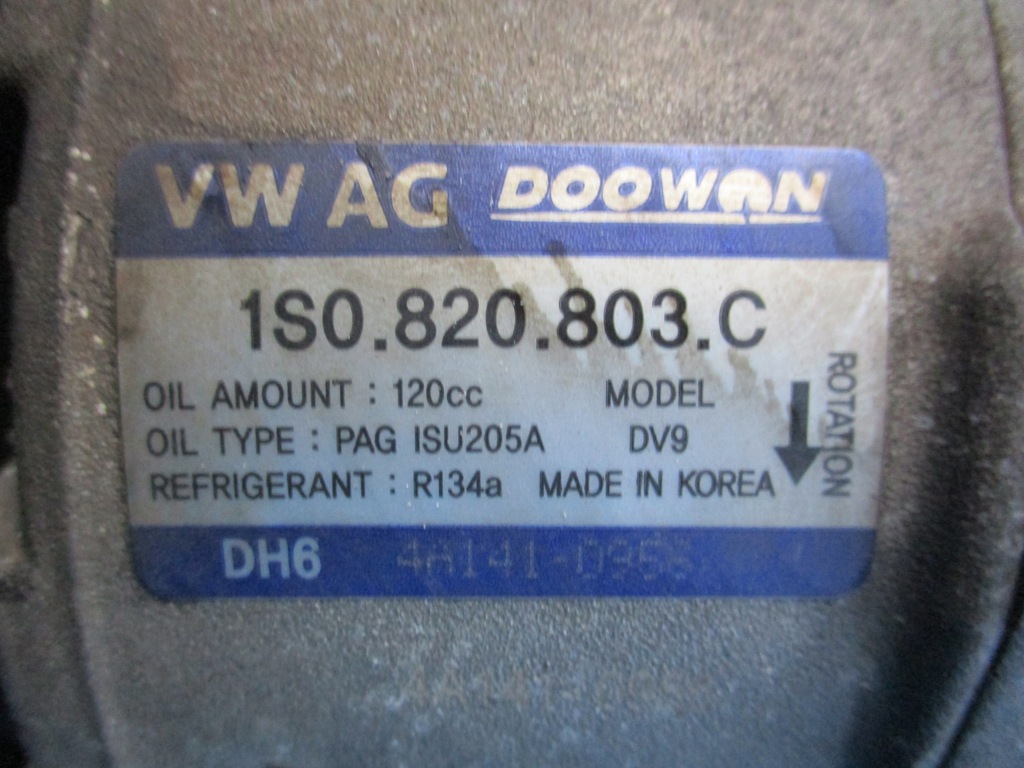 VW AG DOOWON
1S0.820.803.C
OIL AMOUNT : 120cc MODEL
OIL TYPE : PAG ISU205A DV9
REFRIGERANT : R134a MADE IN KOREA
ROTATION
DH6